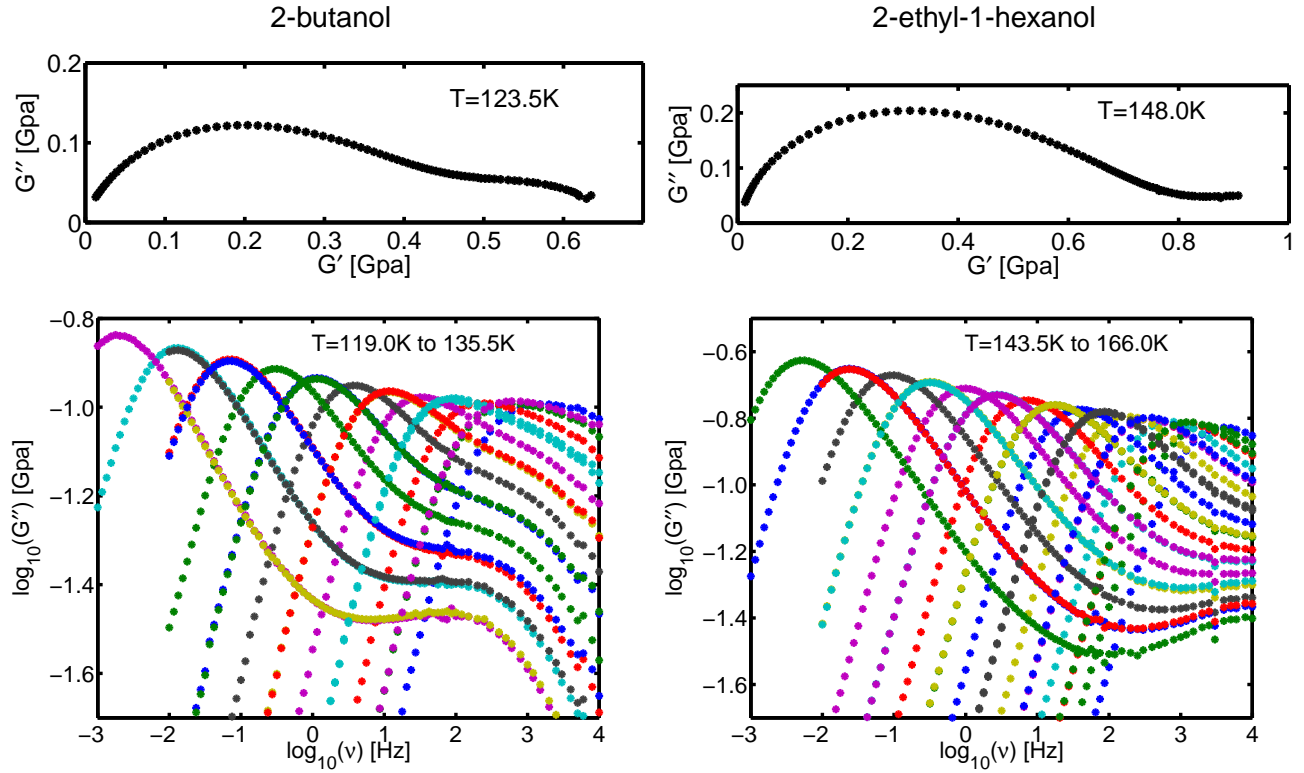 2-butanol
0.2
0.1
0
G″ [Gpa]
T=123.5K
0 0.1 0.2 0.3 0.4 0.5 0.6
G′ [Gpa]
−0.8
−1.0
−1.2
−1.4
−1.6
log10(G″) [Gpa]
T=119.0K to 135.5K
−3 −2 −1 0 1 2 3 4
log10(ν) [Hz]
2-ethyl-1-hexanol
0.2
0.1
0
G″ [Gpa]
T=148.0K
0 0.2 0.4 0.6 0.8 1
G′ [Gpa]
−0.6
−0.8
−1.0
−1.2
−1.4
−1.6
log10(G″) [Gpa]
T=143.5K to 166.0K
−3 −2 −1 0 1 2 3 4
log10(ν) [Hz]